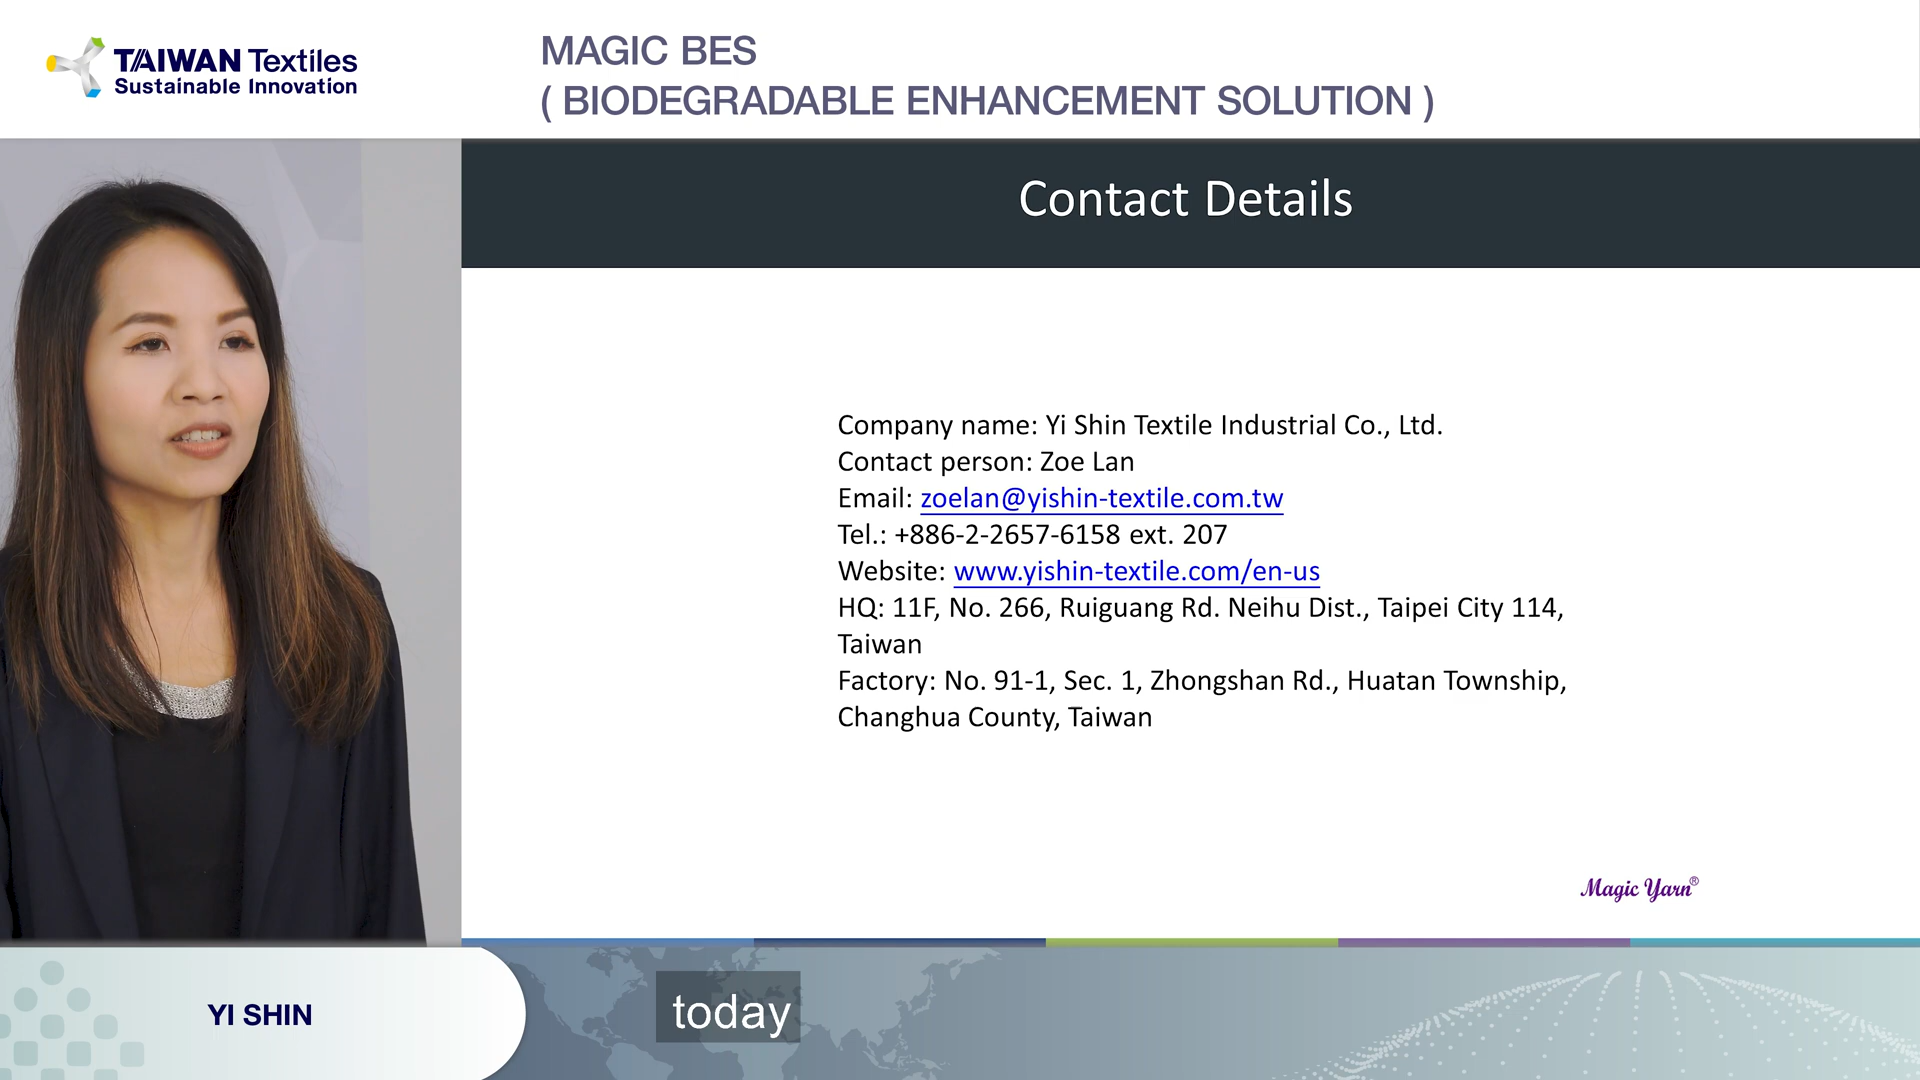 TAIWAN Textiles
Sustainable Innovation
MAGIC BES
( BIODEGRADABLE ENHANCEMENT SOLUTION )
Contact Details
Company name: Yi Shin Textile Industrial Co., Ltd.
Contact person: Zoe Lan
Email: zoelan@yishin-textile.com.tw
Tel.: +886-2-2657-6158 ext. 207
Website: www.yishin-textile.com/en-us
HQ: 11F, No. 266, Ruiguang Rd. Neihu Dist., Taipei City 114,
Taiwan
Factory: No. 91-1, Sec. 1, Zhongshan Rd., Huatan Township,
Changhua County, Taiwan
Magic Yarn®
YI SHIN
today